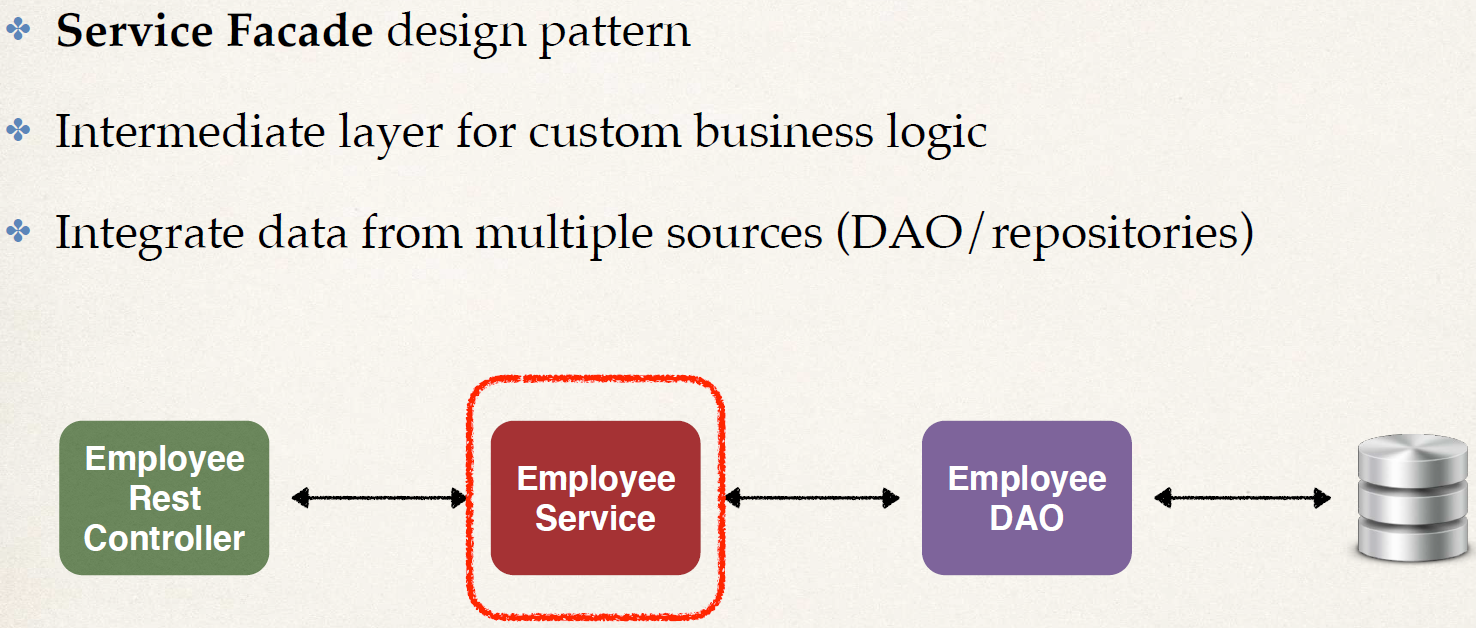 Service Facade design pattern
Intermediate layer for custom business logic
Integrate data from multiple sources (DAO/repositories)
Employee
Rest
Controller
Employee
Service
Employee
DAO